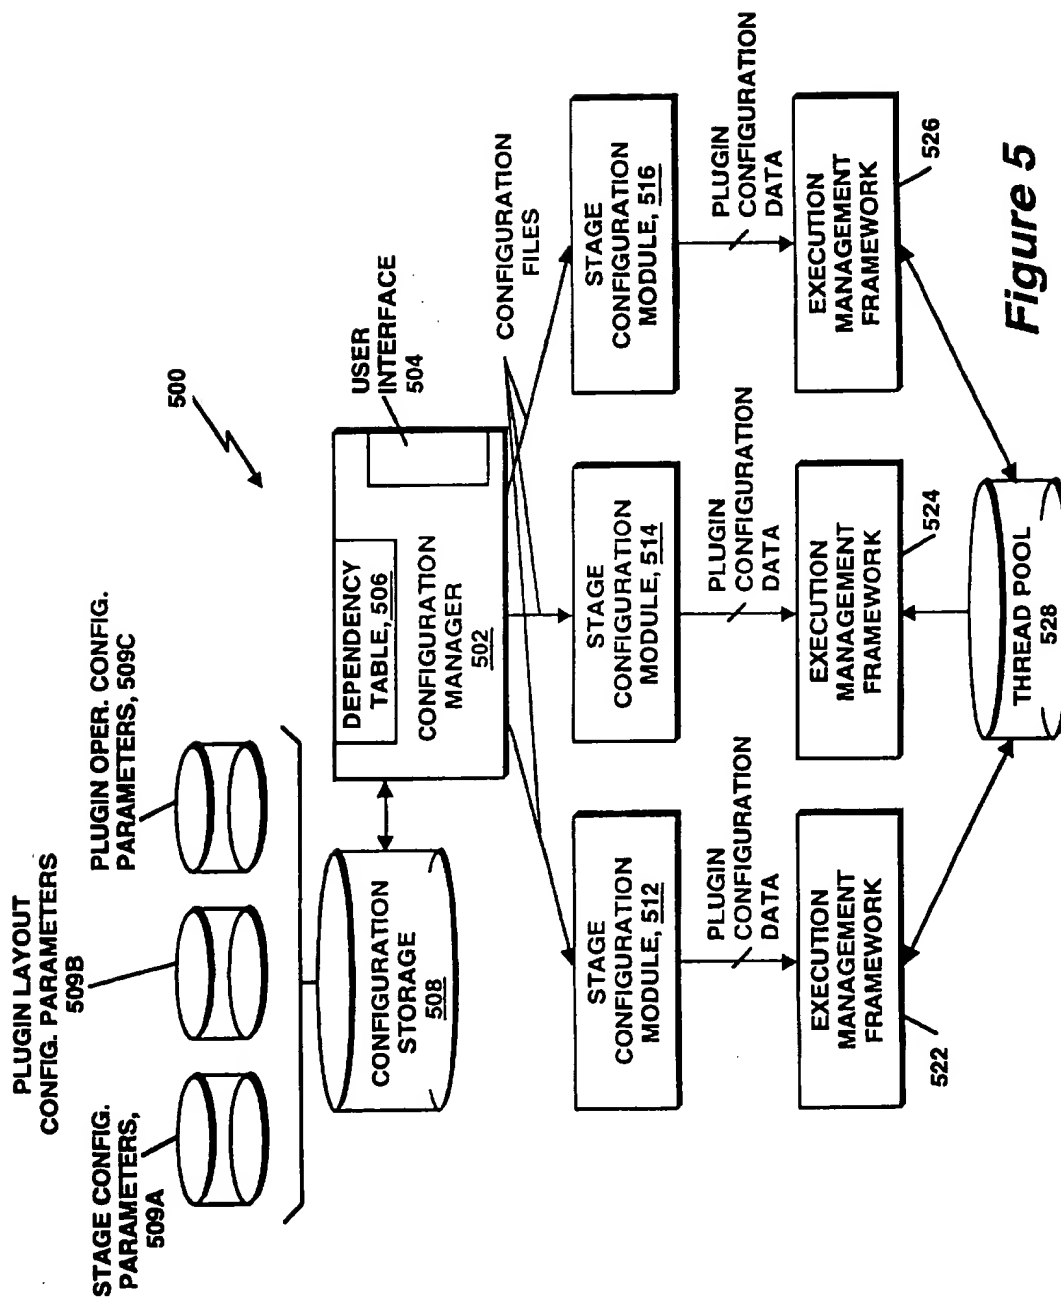 PLUGIN LAYOUT
CONFIG. PARAMETERS
509B
STAGE CONFIG.
PARAMETERS,
509A
PLUGIN OPER. CONFIG.
PARAMETERS, 509C
500
CONFIGURATION
STORAGE
508
DEPENDENCY
TABLE, 506
CONFIGURATION
MANAGER
502
USER
INTERFACE
504
CONFIGURATION
FILES
STAGE
CONFIGURATION
MODULE, 512
STAGE
CONFIGURATION
MODULE, 514
STAGE
CONFIGURATION
MODULE, 516
PLUGIN
CONFIGURATION
DATA
PLUGIN
CONFIGURATION
DATA
PLUGIN
CONFIGURATION
DATA
EXECUTION
MANAGEMENT
FRAMEWORK
522
EXECUTION
MANAGEMENT
FRAMEWORK
524
EXECUTION
MANAGEMENT
FRAMEWORK
526
THREAD POOL
528
Figure 5